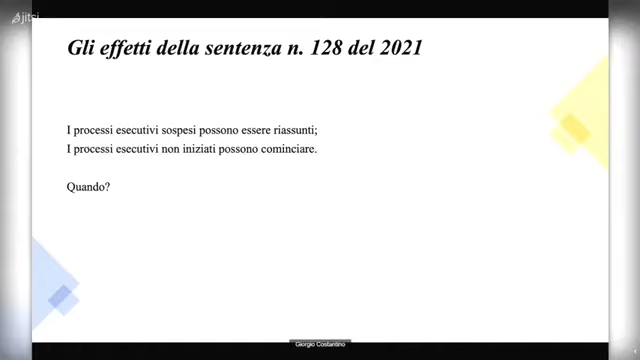 jitsi
Gli effetti della sentenza n. 128 del 2021
I processi esecutivi sospesi possono essere riassunti;
I processi esecutivi non iniziati possono cominciare.
Quando?
Giorgio Costantino